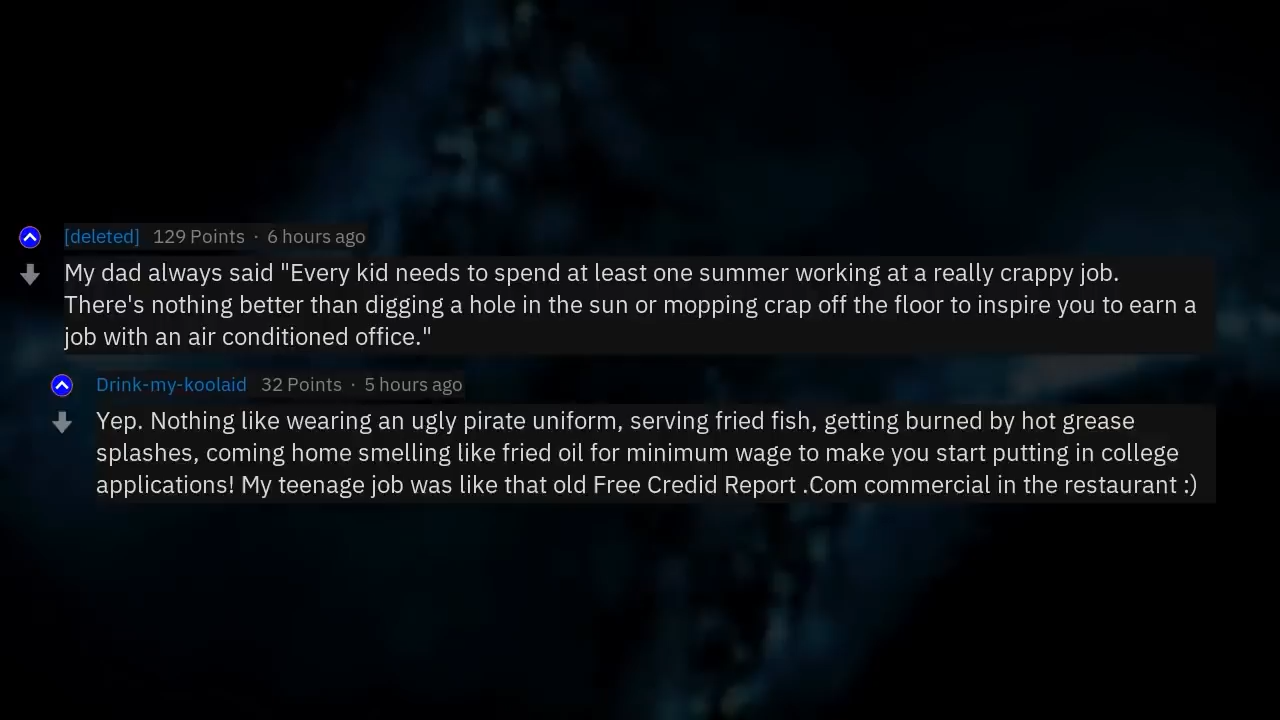 [deleted] 129 Points · 6 hours ago
My dad always said "Every kid needs to spend at least one summer working at a really crappy job.
There's nothing better than digging a hole in the sun or mopping crap off the floor to inspire you to earn a
job with an air conditioned office."
Drink-my-koolaid 32 Points · 5 hours ago
Yep. Nothing like wearing an ugly pirate uniform, serving fried fish, getting burned by hot grease
splashes, coming home smelling like fried oil for minimum wage to make you start putting in college
applications! My teenage job was like that old Free Credid Report .Com commercial in the restaurant :)